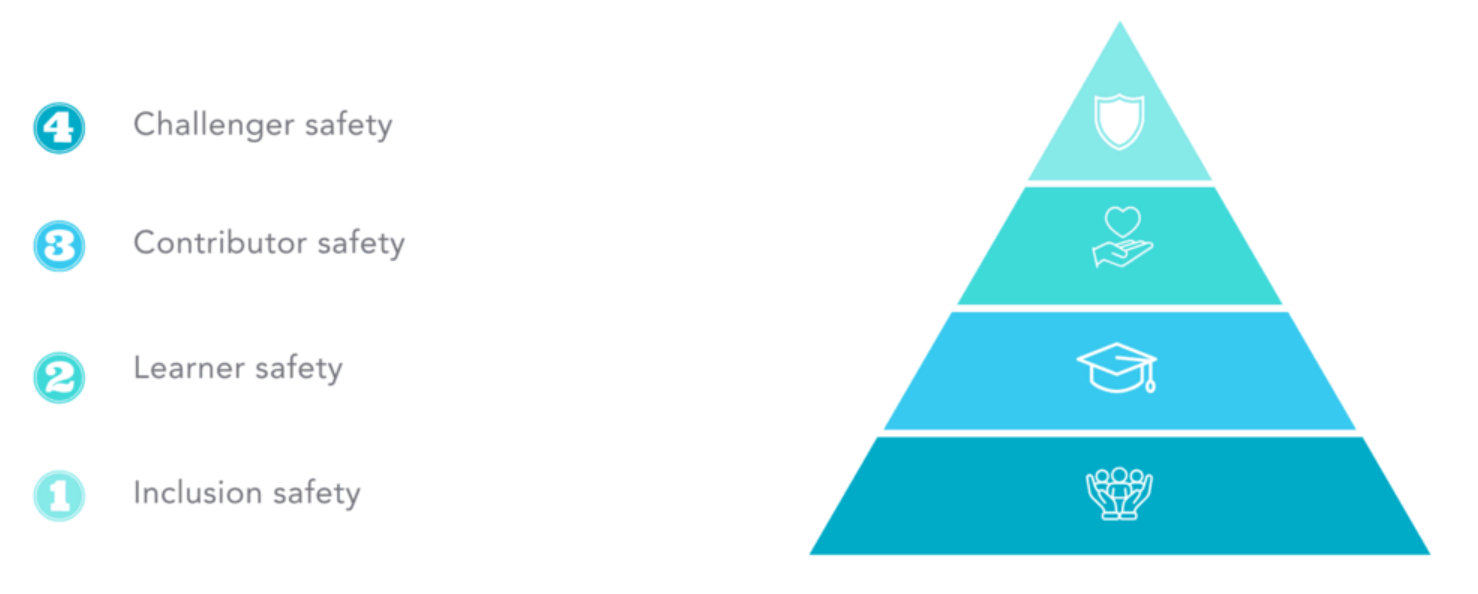 4 Challenger safety
3 Contributor safety
2 Learner safety
1 Inclusion safety